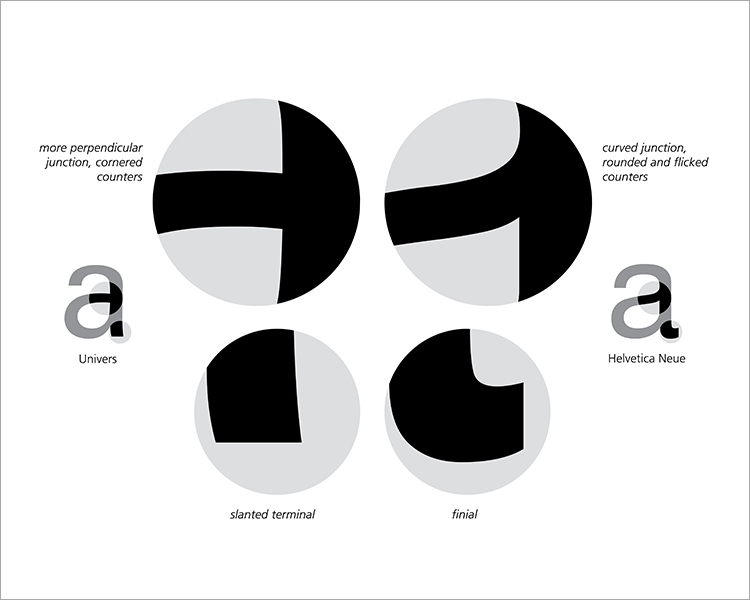 more perpendicular
junction, cornered
counters
curved junction,
rounded and flicked
counters
a
a
Univers
Helvetica Neue
slanted terminal
finial